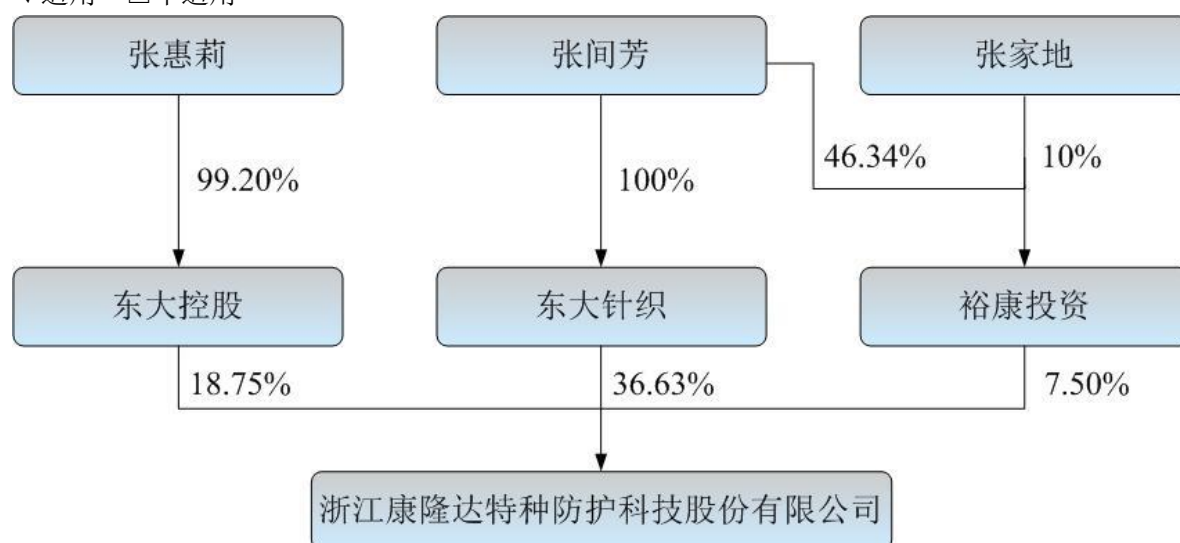 张惠莉
张间芳
张家地
99.20%
100%
46.34%
10%
东大控股
东大针织
裕康投资
18.75%
36.63%
7.50%
浙江康隆达特种防护科技股份有限公司